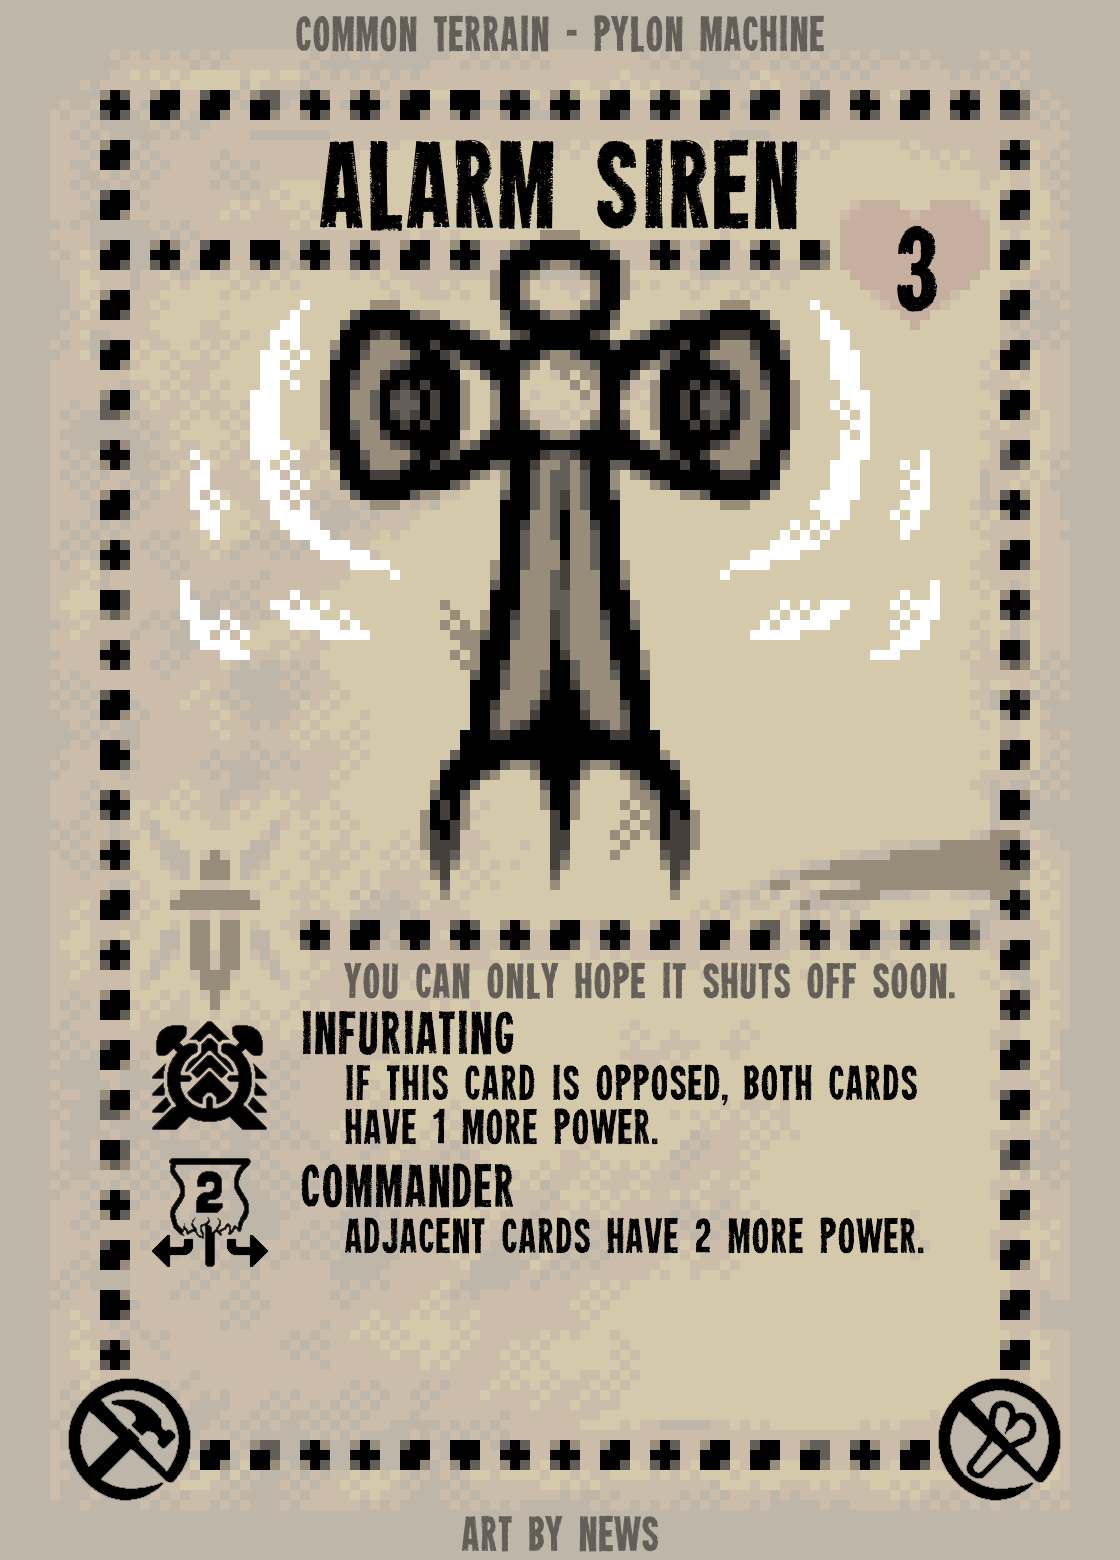 COMMON TERRAIN - PYLON MACHINE
ALARM SIREN
3
YOU CAN ONLY HOPE IT SHUTS OFF SOON.
INFURIATING
IF THIS CARD IS OPPOSED, BOTH CARDS
HAVE 1 MORE POWER.
2
COMMANDER
ADJACENT CARDS HAVE 2 MORE POWER.
ART BY NEWS